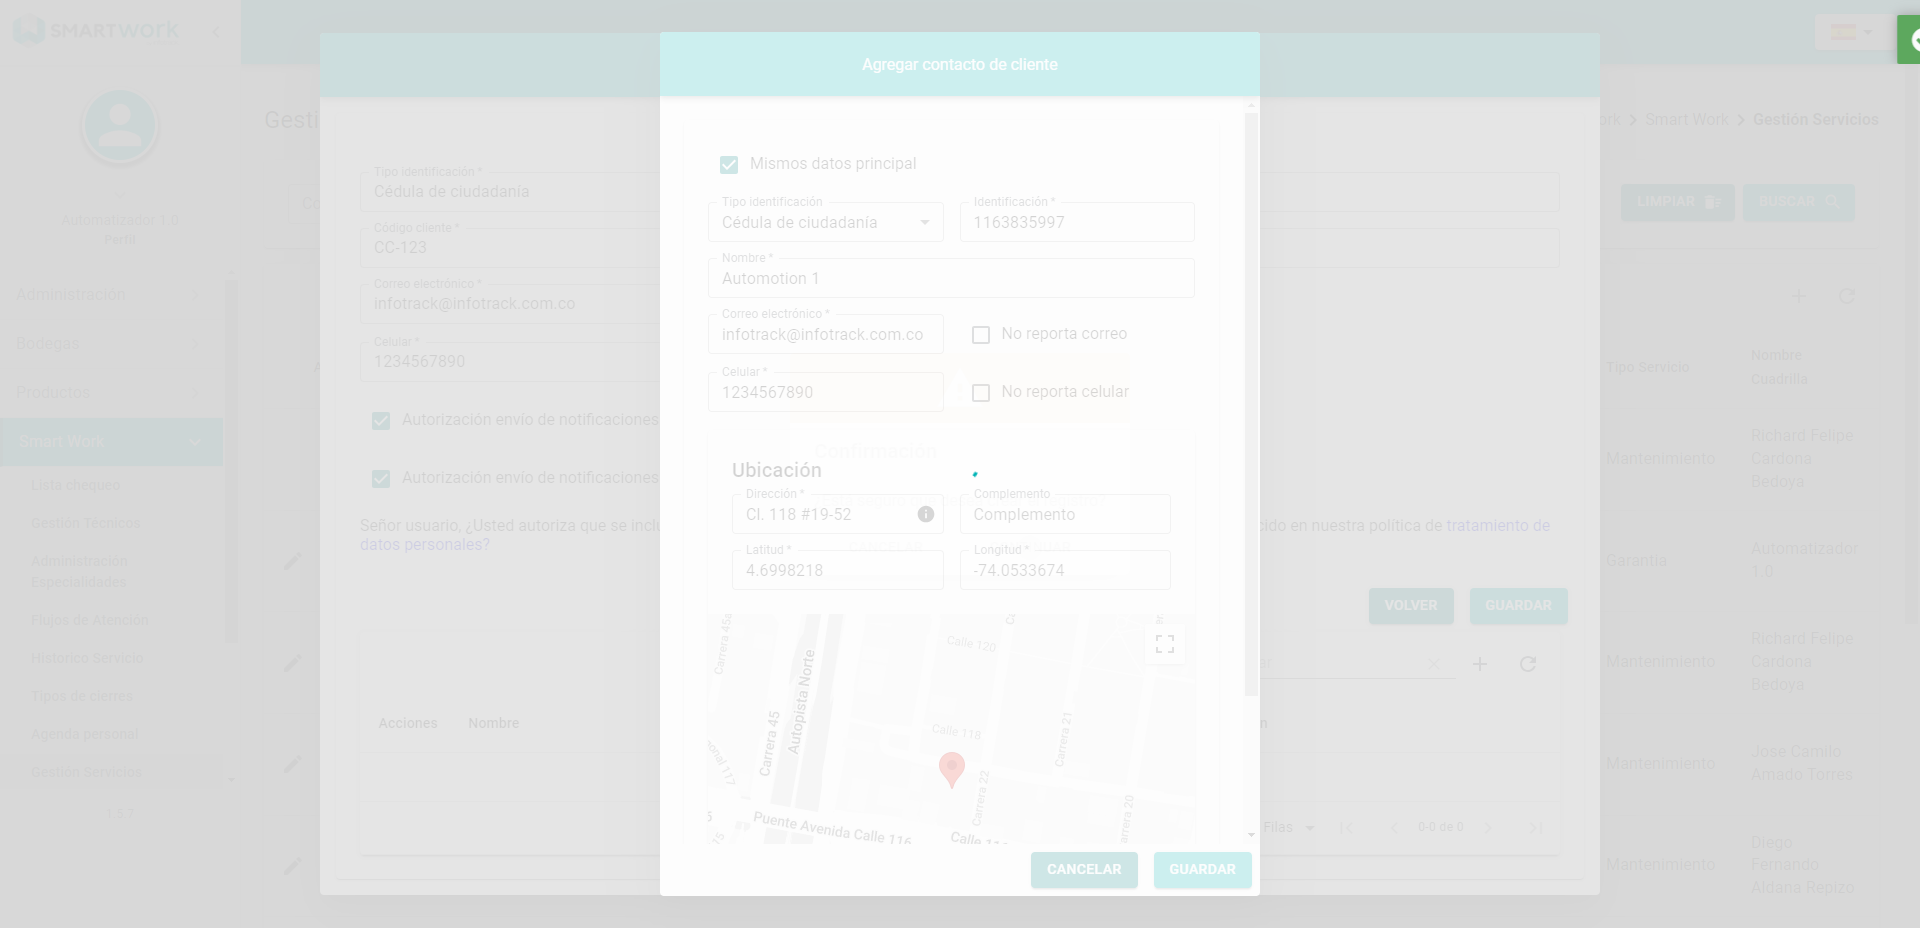 SMARTWORK
Agregar contacto de cliente
Gesti
ork > Smart Work > Gestión Servicios
Mismos datos principal
Tipo identificación *
Cédula de ciudadanía
Tipo identificación
Cédula de ciudadanía
Identificación *
1163835997
LIMPIAR
BUSCAR
Automatizador 1.0
Perfil
Código cliente *
CC-123
Nombre *
Automotion 1
Correo electrónico *
infotrack@infotrack.com.co
Correo electrónico *
infotrack@infotrack.com.co
No reporta correo
Celular *
1234567890
Celular *
1234567890
No reporta celular
Administración
Bodegas
Productos
Smart Work
Lista chequeo
Gestión Técnicos
Administración
Especialidades
Flujos de Atención
Historico Servicio
Tipos de cierres
Agenda personal
Gestión Servicios
Autorización envío de notificaciones
Autorización envío de notificaciones
Señor usuario, ¿Usted autoriza que se inclu
cido en nuestra política de tratamiento de
datos personales?
Confirmación
Ubicación
Dirección *
Cl. 118 #19-52
Complemento
Complemento
Latitud *
4.6998218
Longitud *
-74.0533674
VOLVER
GUARDAR
Acciones
Nombre
Filas
0-0 de 0
Tipo Servicio
Nombre
Cuadrilla
Mantenimiento
Richard Felipe
Cardona
Bedoya
Garantía
Automatizador
1.0
Mantenimiento
Richard Felipe
Cardona
Bedoya
Mantenimiento
Jose Camilo
Amado Torres
Mantenimiento
Diego
Fernando
Aldana Repizo
Carrera 45a
Autopista Norte
Carrera 45
Calle 120
Calle 118
Carrera 21
Carrera 22
Carrera 20
Puente Avenida Calle 116
CANCELAR
GUARDAR